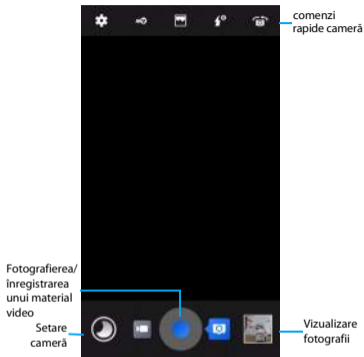 comenzi
rapide cameră
Fotografierea/
înregistrarea
unui material
video
Setare
cameră
Vizualizare
fotografii